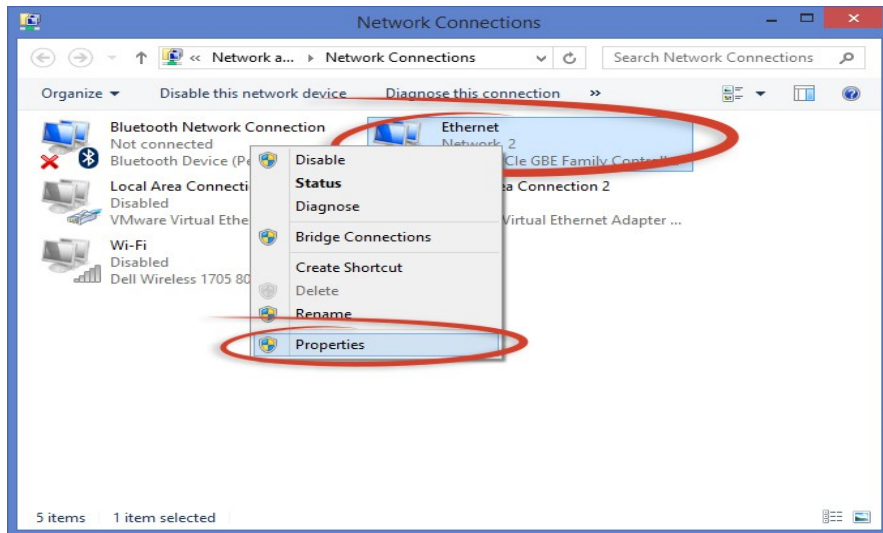 Network Connections
« Network a... Network Connections
Search Network Connections
Organize
Disable this network device
Diagnose this connection
»
Bluetooth Network Connection
Not connected
Bluetooth Device (Pe
Ethernet
Network 2
CIe GBE Family
Local Area Connecti
Disabled
VMware Virtual Ethe
a Connection 2
Virtual Ethernet Adapter ...
Wi-Fi
Disabled
Dell Wireless 1705 80
Disable
Status
Diagnose
Bridge Connections
Create Shortcut
Delete
Rename
Properties
5 items
1 item selected